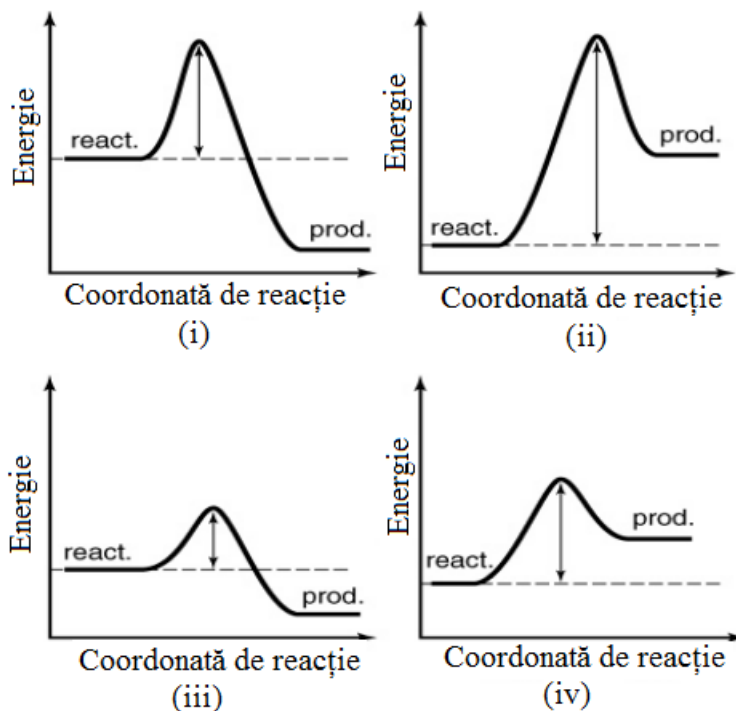 Energie
react.
prod.
Coordonată de reacție
(i)
Energie
react.
prod.
Coordonată de reacție
(ii)
Energie
react.
prod.
Coordonată de reacție
(iii)
Energie
react.
prod.
Coordonată de reacție
(iv)